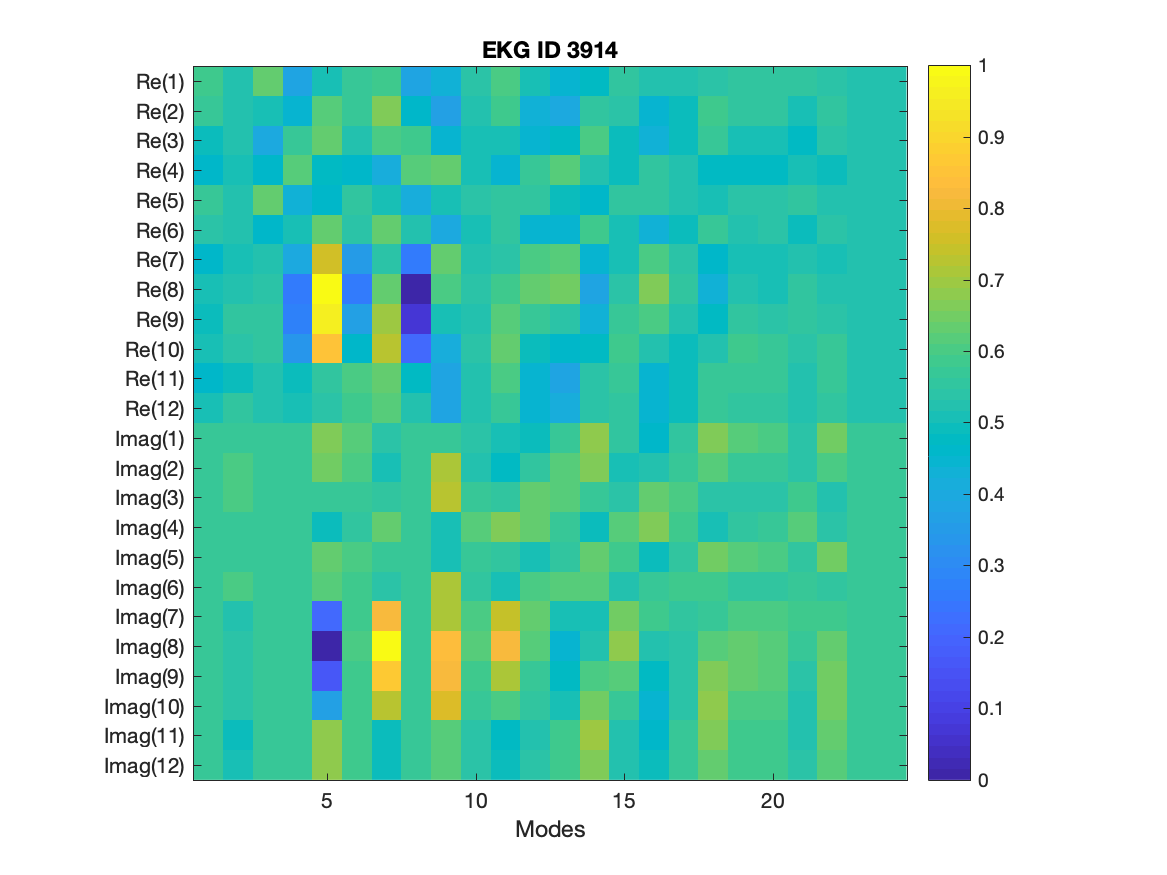 EKG ID 3914
Re(1)
Re(2)
Re(3)
Re(4)
Re(5)
Re(6)
Re(7)
Re(8)
Re(9)
Re(10)
Re(11)
Re(12)
Imag(1)
Imag(2)
Imag(3)
Imag(4)
Imag(5)
Imag(6)
Imag(7)
Imag(8)
Imag(9)
Imag(10)
Imag(11)
Imag(12)
5 10 15 20
Modes
1
0.9
0.8
0.7
0.6
0.5
0.4
0.3
0.2
0.1
0